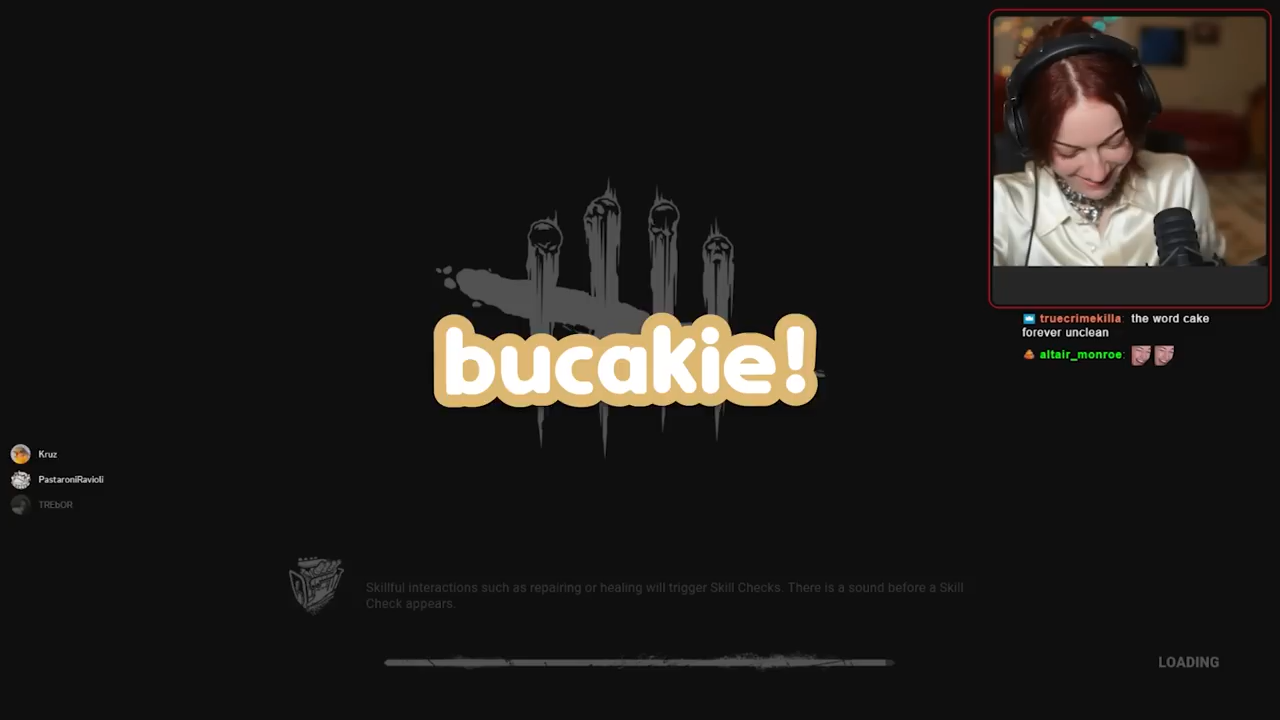 truecrimekilla: the word cake
forever unclean
altair_monroe:
bucakie!
Kruz
PastaroniRavioli
TREbOR
Skillful interactions such as repairing or healing will trigger Skill Checks. There is a sound before a Skill
Check appears.
LOADING